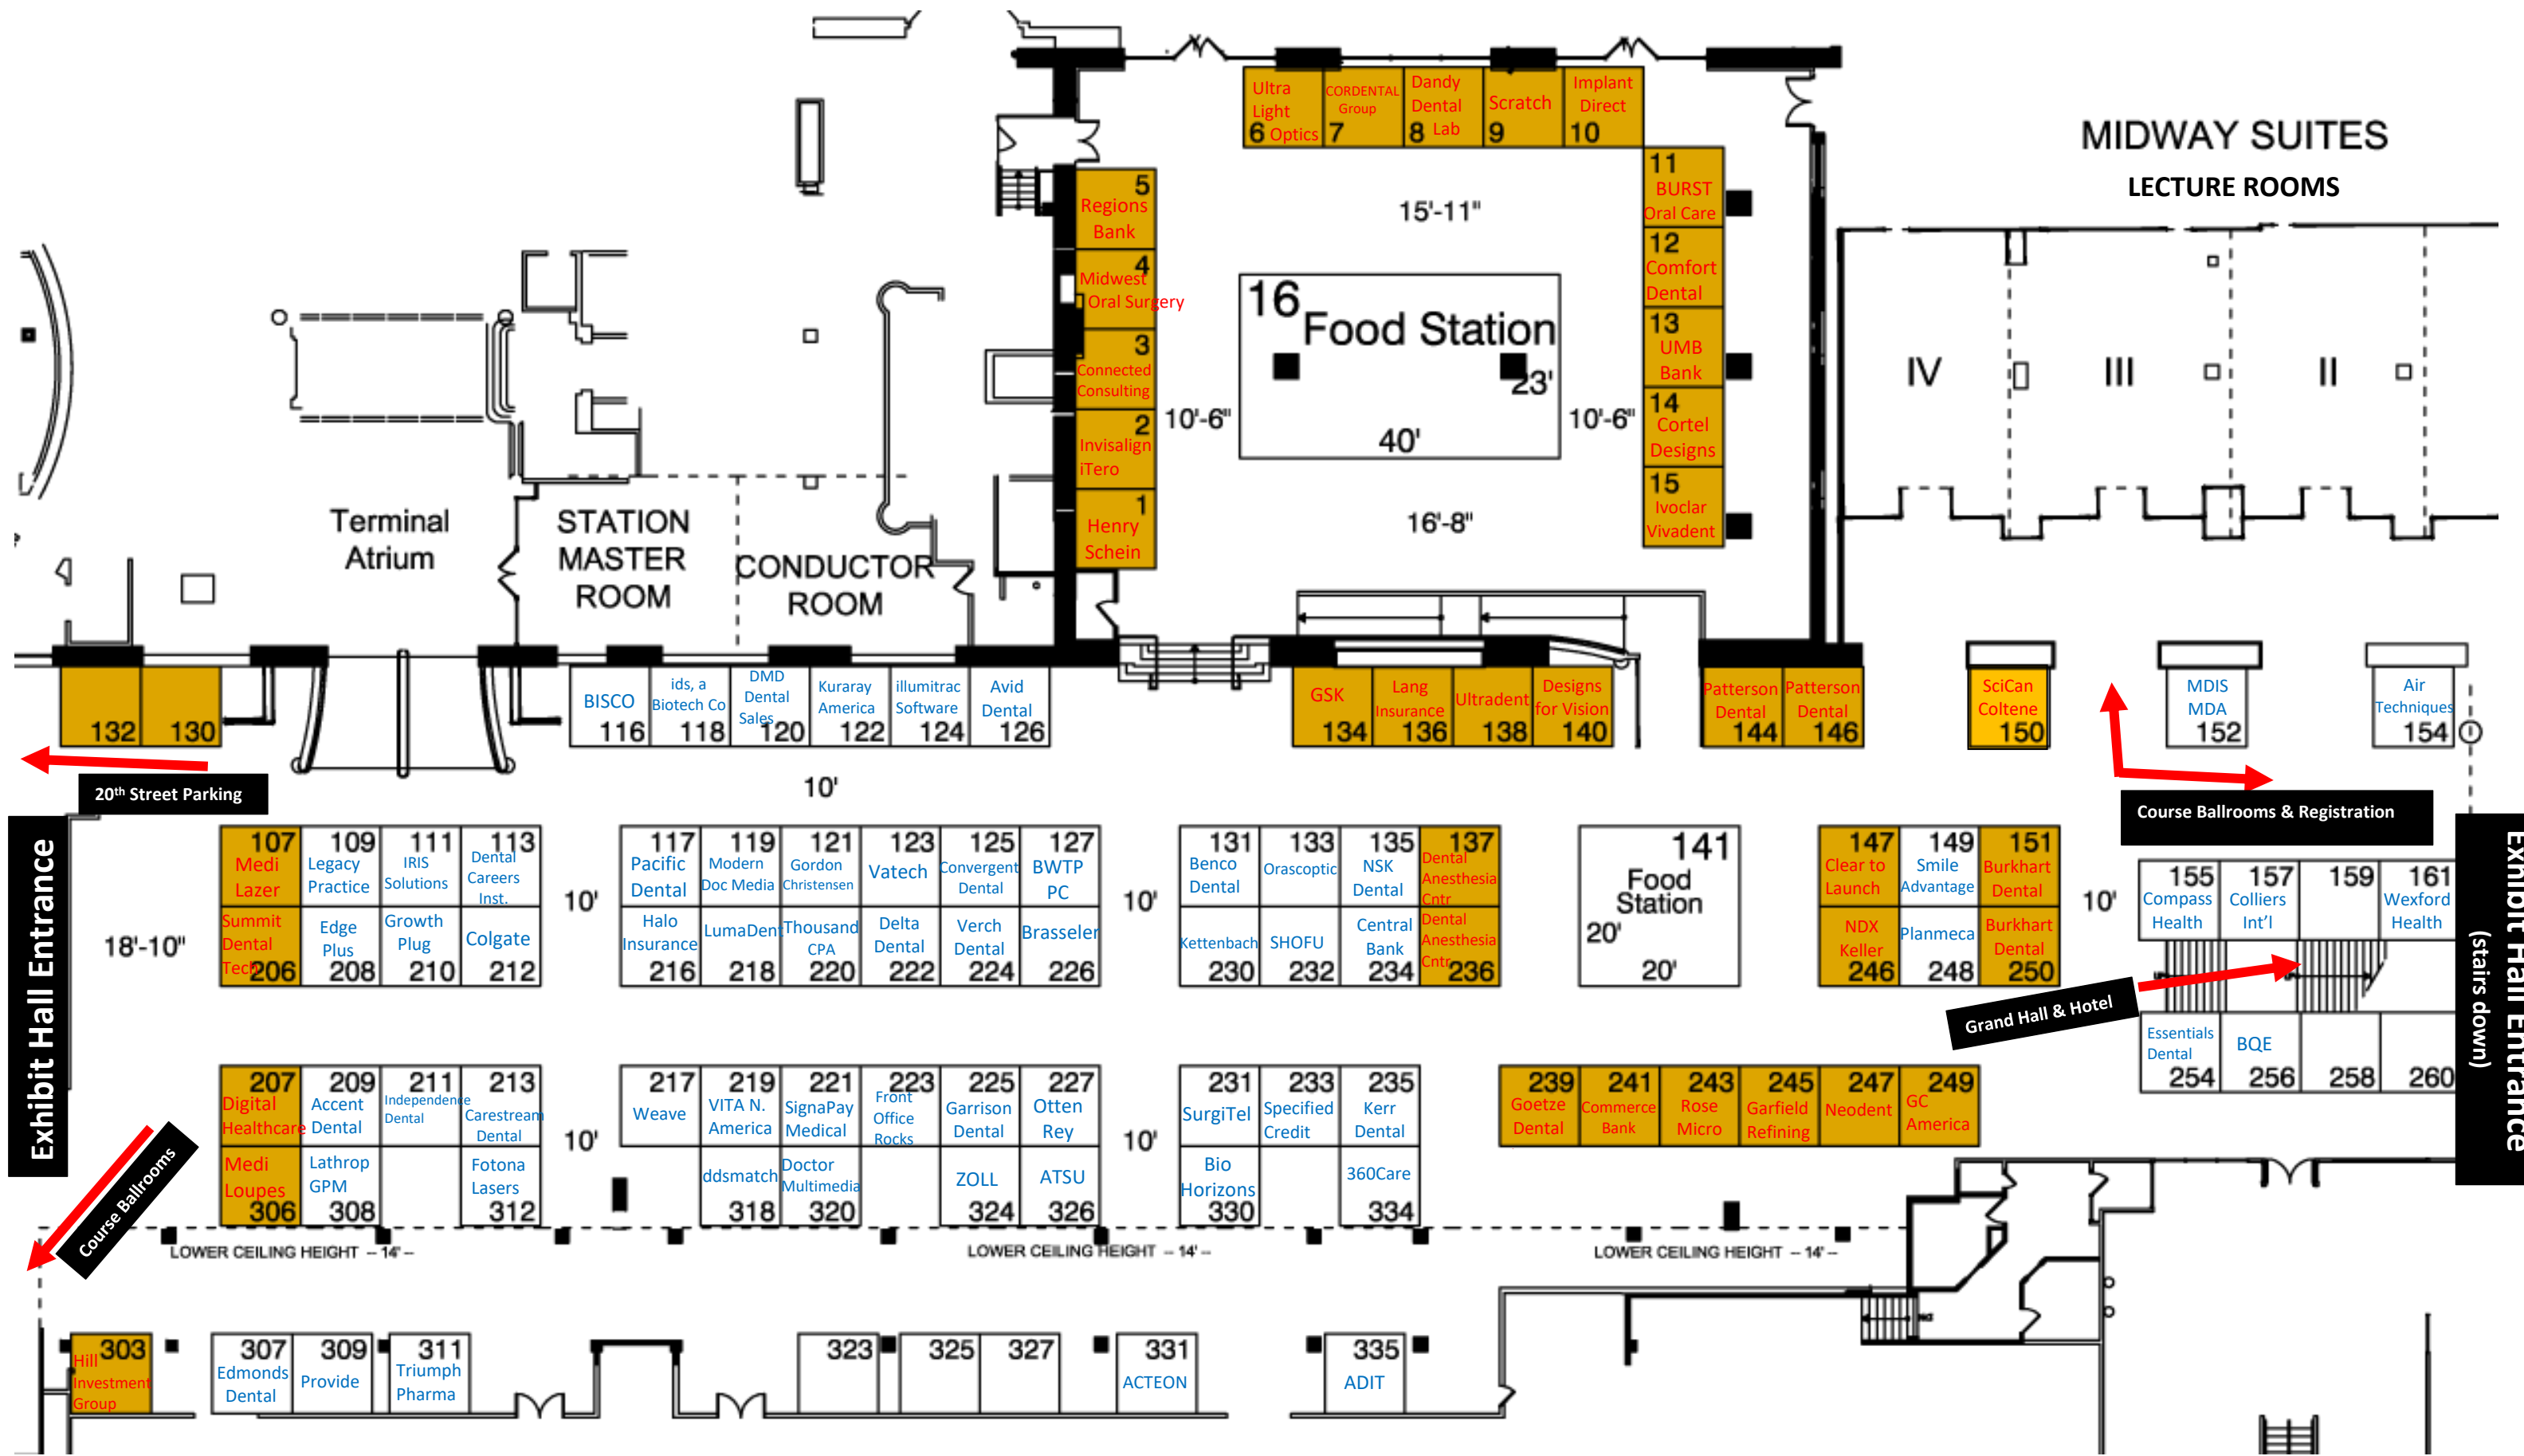 Ultra
Light
6 Optics
CORDENTAL
Group
7
Dandy
Dental
8 Lab
Scratch
9
Implant
Direct
10
MIDWAY SUITES
LECTURE ROOMS
5
Regions
Bank
4
Midwest
Oral Surgery
3
Connected
Consulting
2
Invisalign
iTero
1
Henry
Schein
15'-11"
16
Food Station
23'
40'
10'-6"
10'-6"
16'-8"
11
BURST
Oral Care
12
Comfort
Dental
13
UMB
Bank
14
Cortel
Designs
15
Ivoclar
Vivadent
IV
III
II
Terminal
Atrium
STATION
MASTER
ROOM
CONDUCTOR
ROOM
132
130
BISCO
116
ids, a
Biotech Co
118
DMD
Dental
Sales
120
Kuraray
America
122
illumitrac
Software
124
Avid
Dental
126
GSK
134
Lang
Insurance
136
Ultradent
138
Designs
for Vision
140
Patterson
Dental
144
Patterson
Dental
146
SciCan
Coltene
150
MDIS
MDA
152
Air
Techniques
154
20th Street Parking
10'
Course Ballrooms & Registration
Exhibit Hall Entrance
18'-10"
107
Medi
Lazer
109
Legacy
Practice
111
IRIS
Solutions
113
Dental
Careers
Inst.
10'
117
Pacific
Dental
119
Modern
Doc Media
121
Gordon
Christensen
123
Vatech
125
Convergent
Dental
127
BWTP
PC
10'
131
Benco
Dental
133
Orascoptic
135
NSK
Dental
137
Dental
Anesthesia
Cntr
141
Food
Station
20'
20'
147
Clear to
Launch
149
Smile
Advantage
151
Burkhart
Dental
10'
155
Compass
Health
157
Colliers
Int'l
159
161
Wexford
Health
Summit
Dental
Tech
206
Edge
Plus
208
Growth
Plug
210
Colgate
212
Halo
Insurance
216
LumaDent
218
Thousand
CPA
220
Delta
Dental
222
Verch
Dental
224
Brasseler
226
Kettenbach
230
SHOFU
232
Central
Bank
234
Dental
Anesthesia
Cntr
236
NDX
Keller
246
Planmeca
248
Burkhart
Dental
250
Grand Hall & Hotel
Essentials
Dental
254
BQE
256
258
260
Exhibit Hall Entrance
(stairs down)
207
Digital
Healthcare
209
Accent
Dental
211
Independence
Dental
213
Carestream
Dental
10'
217
Weave
219
VITA N.
America
221
SignaPay
Medical
223
Front
Office
Rocks
225
Garrison
Dental
227
Otten
Rey
10'
231
SurgiTel
233
Specified
Credit
235
Kerr
Dental
239
Goetze
Dental
241
Commerce
Bank
243
Rose
Micro
245
Garfield
Refining
247
Neodent
249
GC
America
Course Ballrooms
Medi
Loupes
306
Lathrop
GPM
308
Fotona
Lasers
312
ddsmatch
318
Doctor
Multimedia
320
ZOLL
324
ATSU
326
Bio
Horizons
330
360Care
334
LOWER CEILING HEIGHT -- 14' --
LOWER CEILING HEIGHT -- 14' --
LOWER CEILING HEIGHT -- 14' --
303
Hill
Investment
Group
307
Edmonds
Dental
309
Provide
311
Triumph
Pharma
323
325
327
331
ACTEON
335
ADIT